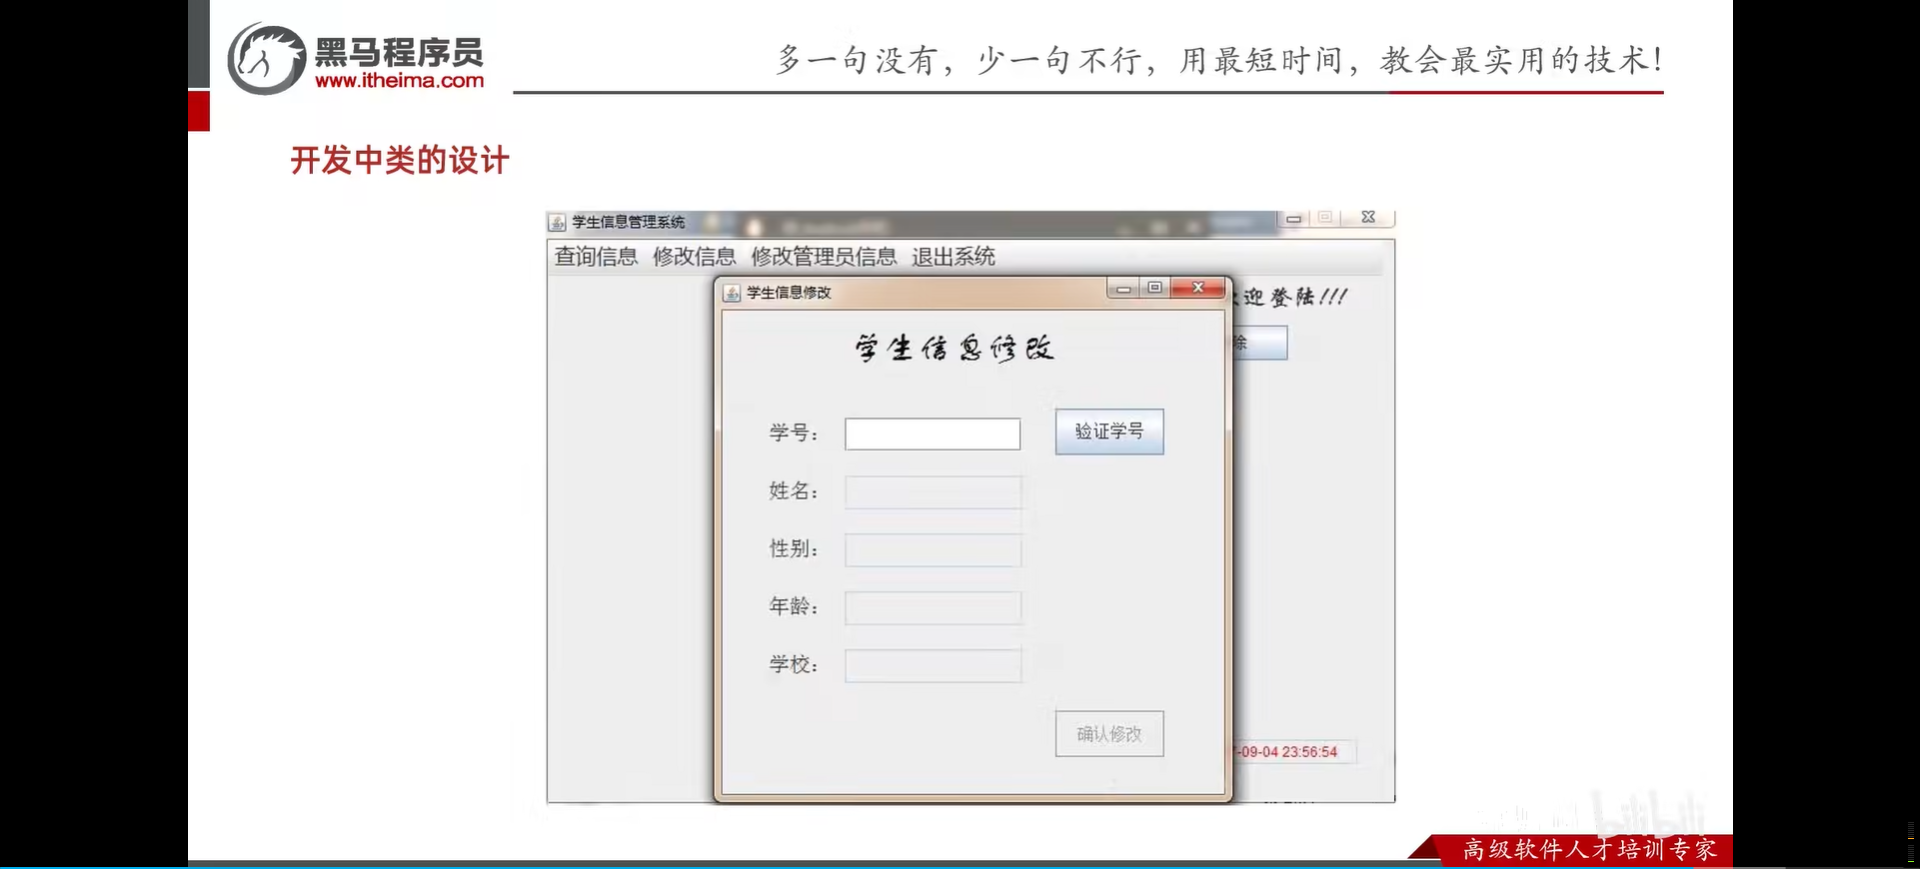 黑马程序员
www.itheima.com
多一句没有，少一句不行，用最短时间，教会最实用的技术！
开发中类的设计
学生信息管理系统
查询信息 修改信息 修改管理员信息 退出系统
学生信息修改
迎登陆!!!
学生信息修改
除
学号：
验证学号
姓名：
性别：
年龄：
学校：
确认修改
-09-04 23:56:54
bilibili
高级软件人才培训专家